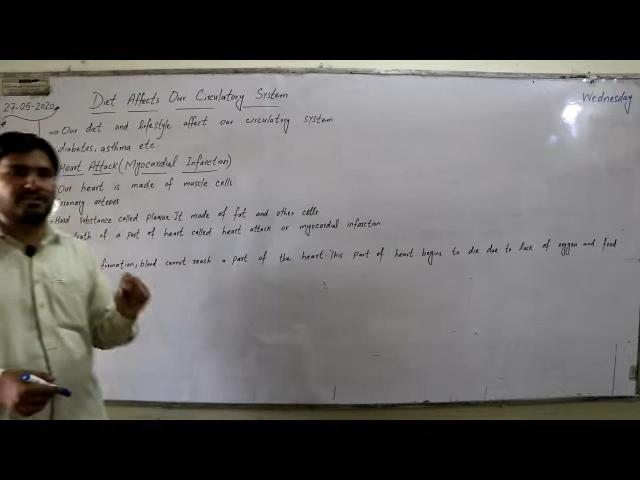 27-05-2020
Diet Affects Our Circulatory System
Wednesday
⇒ Our diet and lifestyle affect our circulatory system
diabetes, asthma etc
Heart Attack (Myocardial Infarction)
Our heart is made of muscle cells
Hard substance called plaque. It made of fat and other cells
death of a part of heart called heart attack or myocardial infarction
formation, blood cannot reach a part of the heart. This part of heart begins to die due to lack of oxygen and food